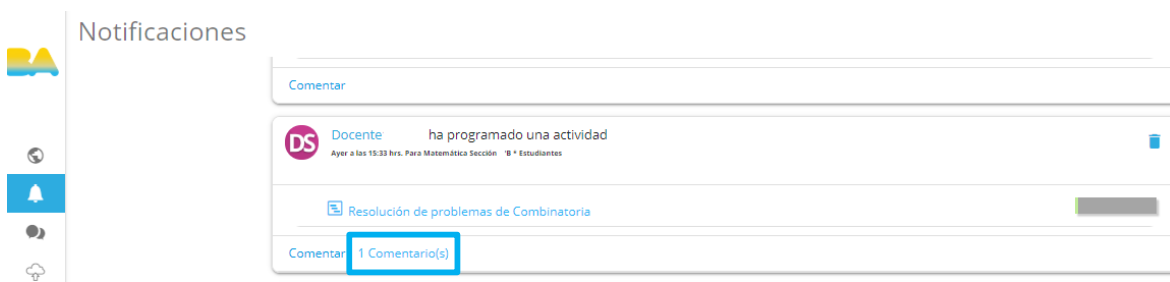 Notificaciones
BA
Comentar
DS
Docente ha programado una actividad
Ayer a las 15:33 hrs. Para Matemática Sección 'B * Estudiantes
Resolución de problemas de Combinatoria
Comentar 1 Comentario(s)